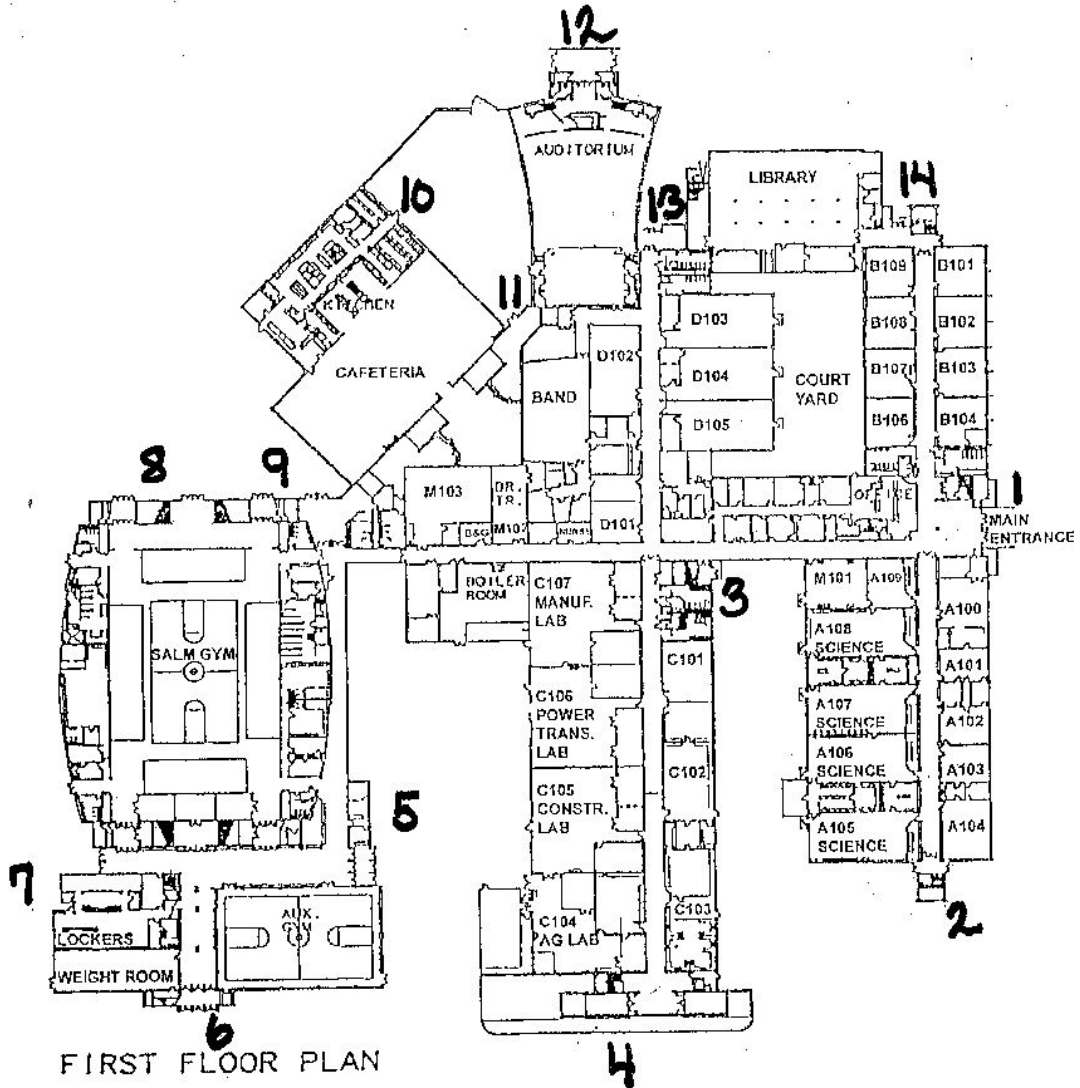 12
AUDITORIUM
LIBRARY
14
10
13
B109
B101
KITCHEN
11
D103
B108
B102
D102
CAFETERIA
D104
COURT
YARD
B107
B103
BAND
D105
B106
B104
8
9
M103
DR.
TR.
OFFICE
1
B&G
M102
NURSE
D101
MAIN
ENTRANCE
BOILER
ROOM
C107
MANUF.
LAB
3
M101
A109
A100
SALM GYM
C101
A108
SCIENCE
A101
C106
POWER
TRANS.
LAB
A107
SCIENCE
A102
C102
A106
SCIENCE
A103
5
C105
CONSTR.
LAB
A105
SCIENCE
A104
7
2
LOCKERS
AUX.
GYM
C103
C104
AG LAB
WEIGHT ROOM
6
4
FIRST FLOOR PLAN